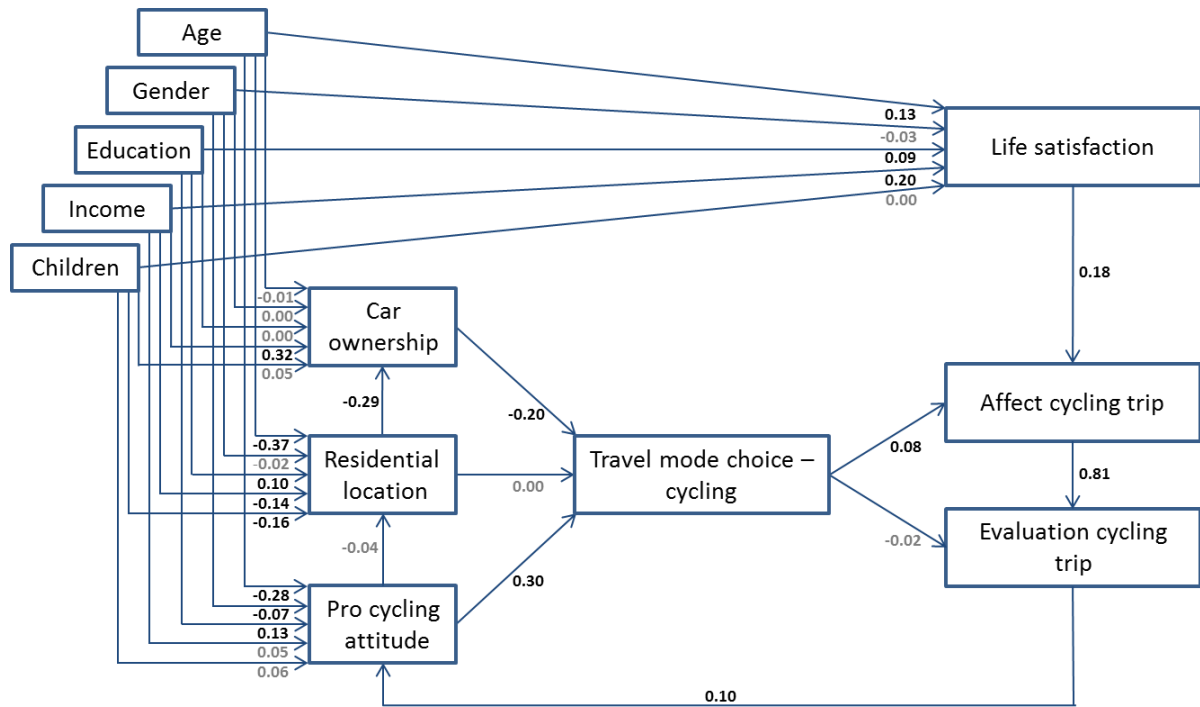 Age
Gender
Education
Income
Children
0.13
-0.03
0.09
0.20
0.00
Life satisfaction
0.18
-0.01
0.00
0.00
0.32
0.05
Car
ownership
-0.29
-0.20
Affect cycling trip
0.08
0.81
-0.37
-0.02
0.10
-0.14
-0.16
Residential
location
0.00
Travel mode choice –
cycling
-0.02
Evaluation cycling
trip
-0.04
0.30
-0.28
-0.07
0.13
0.05
0.06
Pro cycling
attitude
0.10